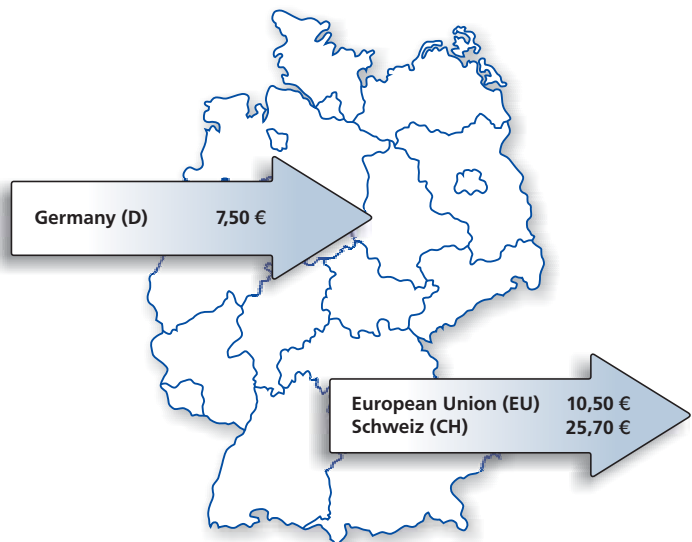 Germany (D) 7,50 €
European Union (EU) 10,50 €
Schweiz (CH) 25,70 €